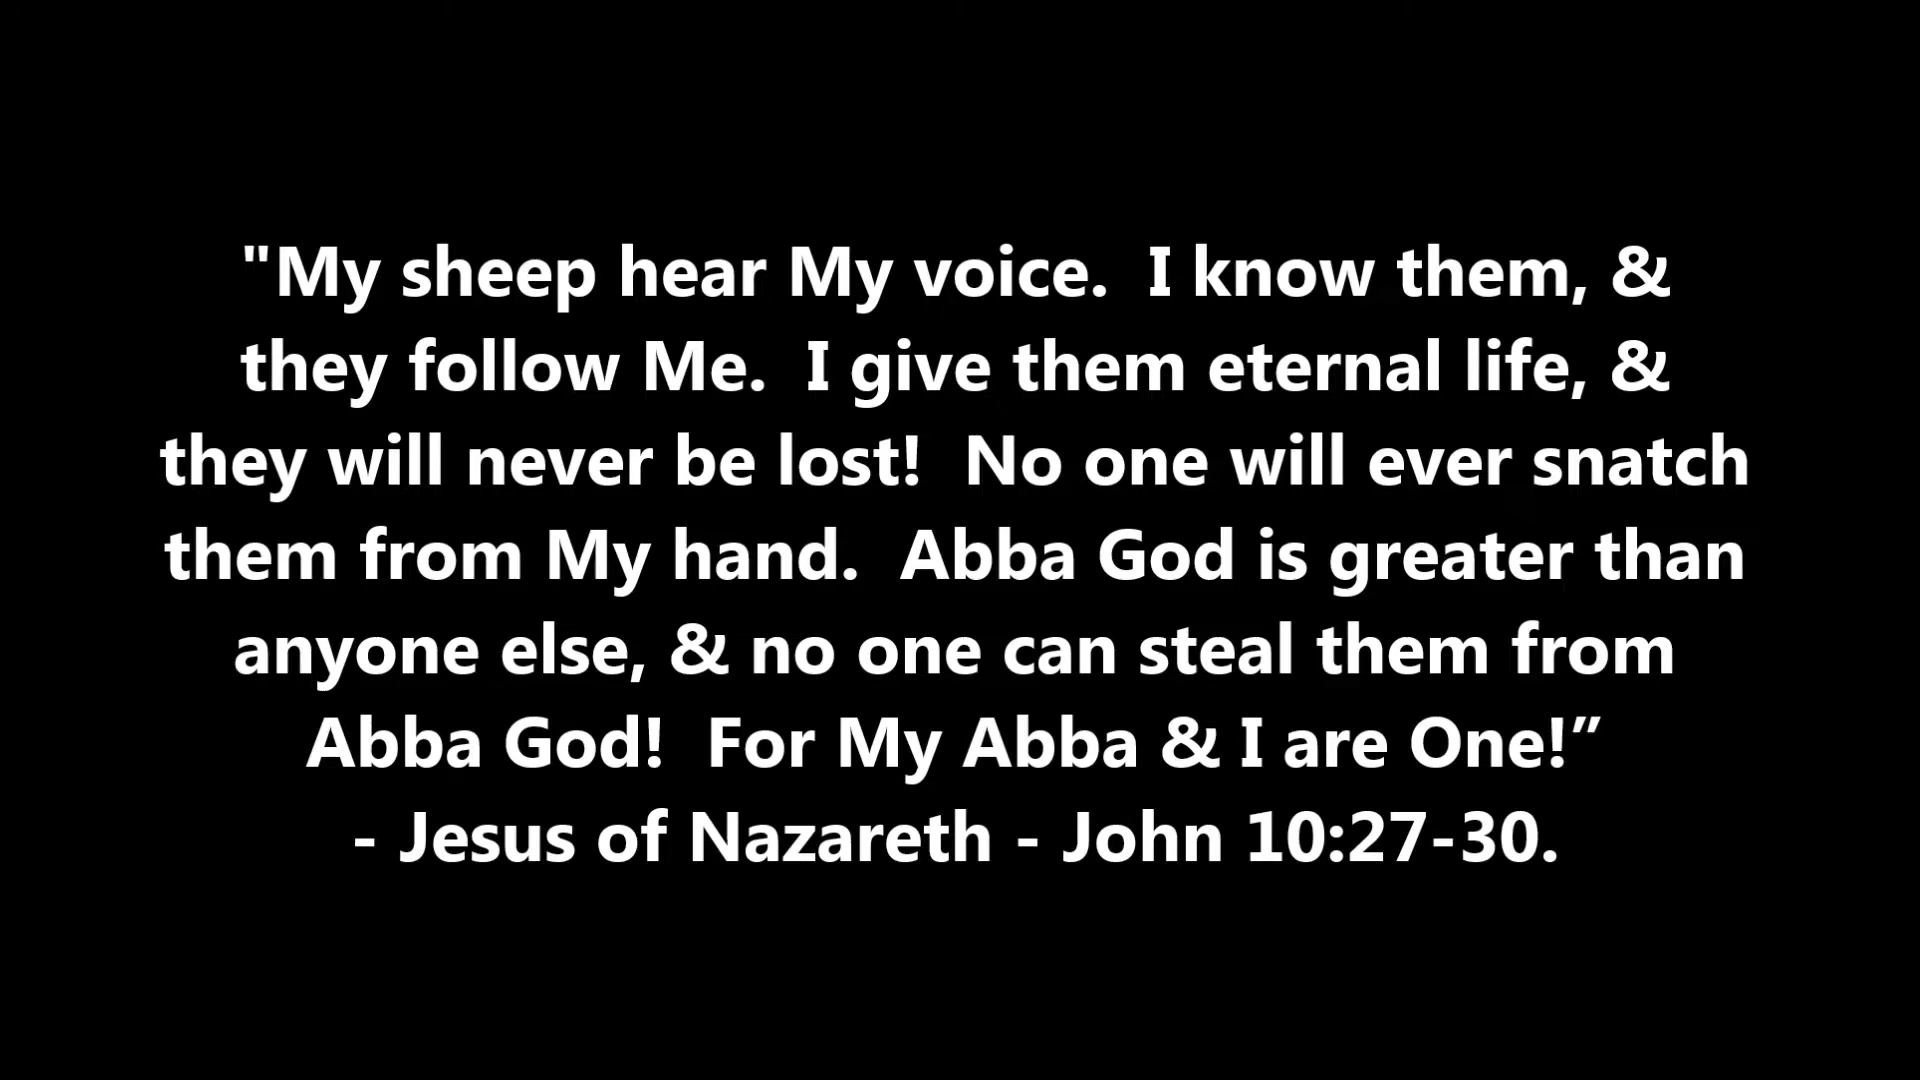 "My sheep hear My voice.  I know them, &
they follow Me.  I give them eternal life, &
they will never be lost!  No one will ever snatch
them from My hand.  Abba God is greater than
anyone else, & no one can steal them from
Abba God!  For My Abba & I are One!”
- Jesus of Nazareth - John 10:27-30.